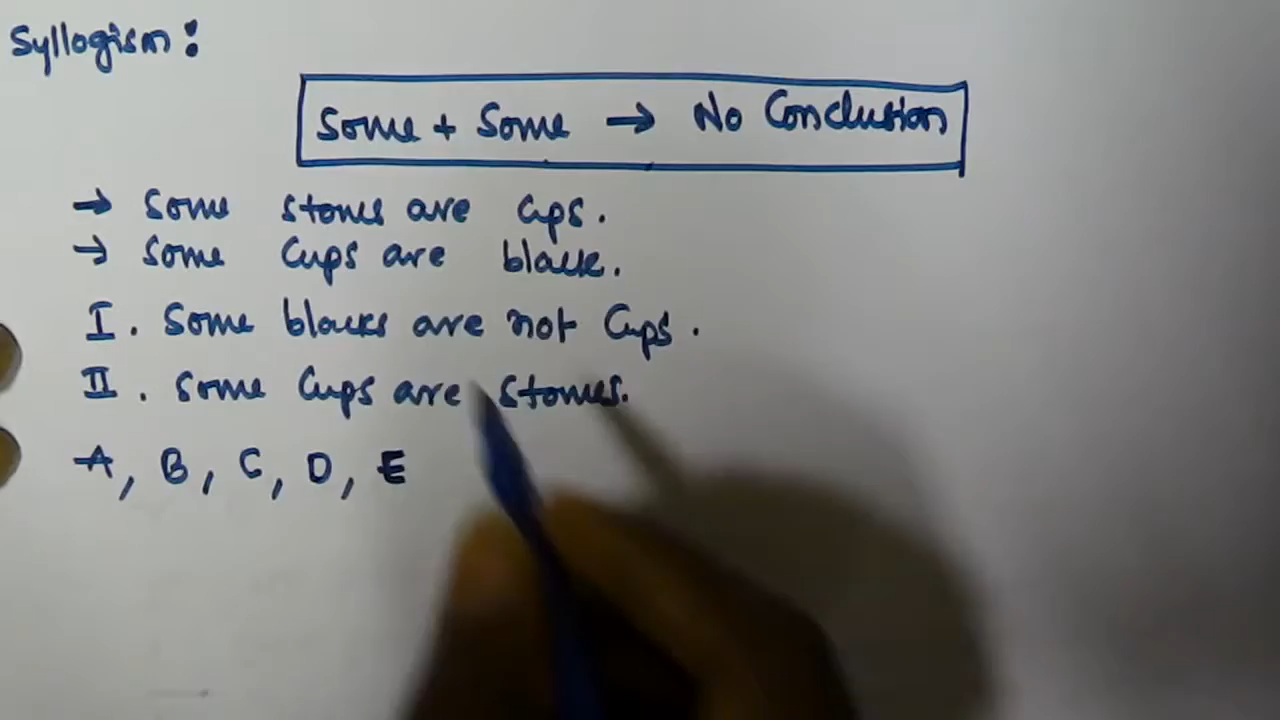 Syllogism:
Some + Some → No Conclusion
→ Some stones are Cups.
→ Some Cups are black.
I. Some blacks are not Cups.
II. Some Cups are stones.
A, B, C, D, E